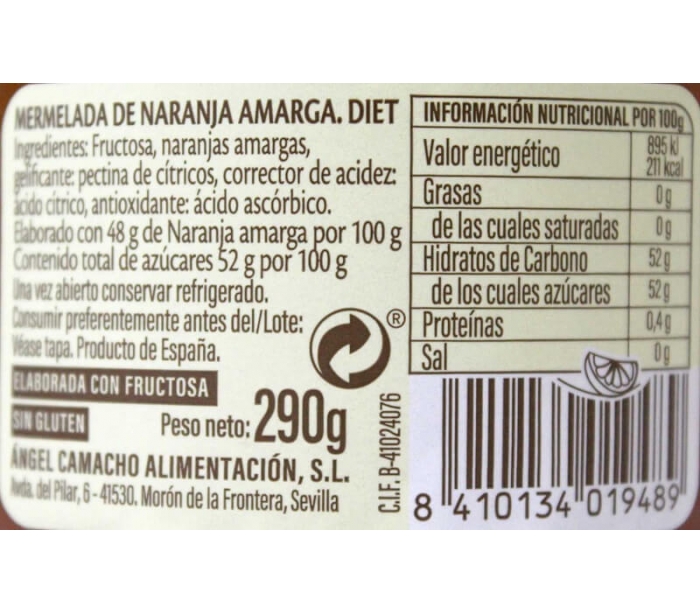 MERMELADA DE NARANJA AMARGA. DIET
Ingredientes: Fructosa, naranjas amargas,
gelificante: pectina de cítricos, corrector de acidez:
ácido cítrico, antioxidante: ácido ascórbico.
Elaborado con 48 g de Naranja amarga por 100 g
Contenido total de azúcares 52 g por 100 g
Una vez abierto conservar refrigerado.
Consumir preferentemente antes del/Lote:
Véase tapa. Producto de España.
ELABORADA CON FRUCTOSA
SIN GLUTEN
Peso neto: 290g
ÁNGEL CAMACHO ALIMENTACIÓN, S.L.
Avda. del Pilar, 6 - 41530. Morón de la Frontera, Sevilla
®
C.I.F. B-41024076
INFORMACIÓN NUTRICIONAL POR 100g
Valor energético 895 kJ
211 kcal
Grasas 0g
de las cuales saturadas 0g
Hidratos de Carbono 52g
de los cuales azúcares 52g
Proteínas 0,4g
Sal 0g
8 410134 019489